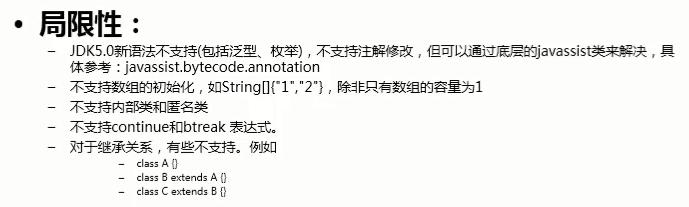 • 局限性：
– JDK5.0新语法不支持(包括泛型、枚举)，不支持注解修改，但可以通过底层的javassist类来解决，具
体参考：javassist.bytecode.annotation
– 不支持数组的初始化，如String[]{"1","2"}，除非只有数组的容量为1
– 不支持内部类和匿名类
– 不支持continue和btreak 表达式。
– 对于继承关系，有些不支持。例如
– class A {}
– class B extends A {}
– class C extends B {}